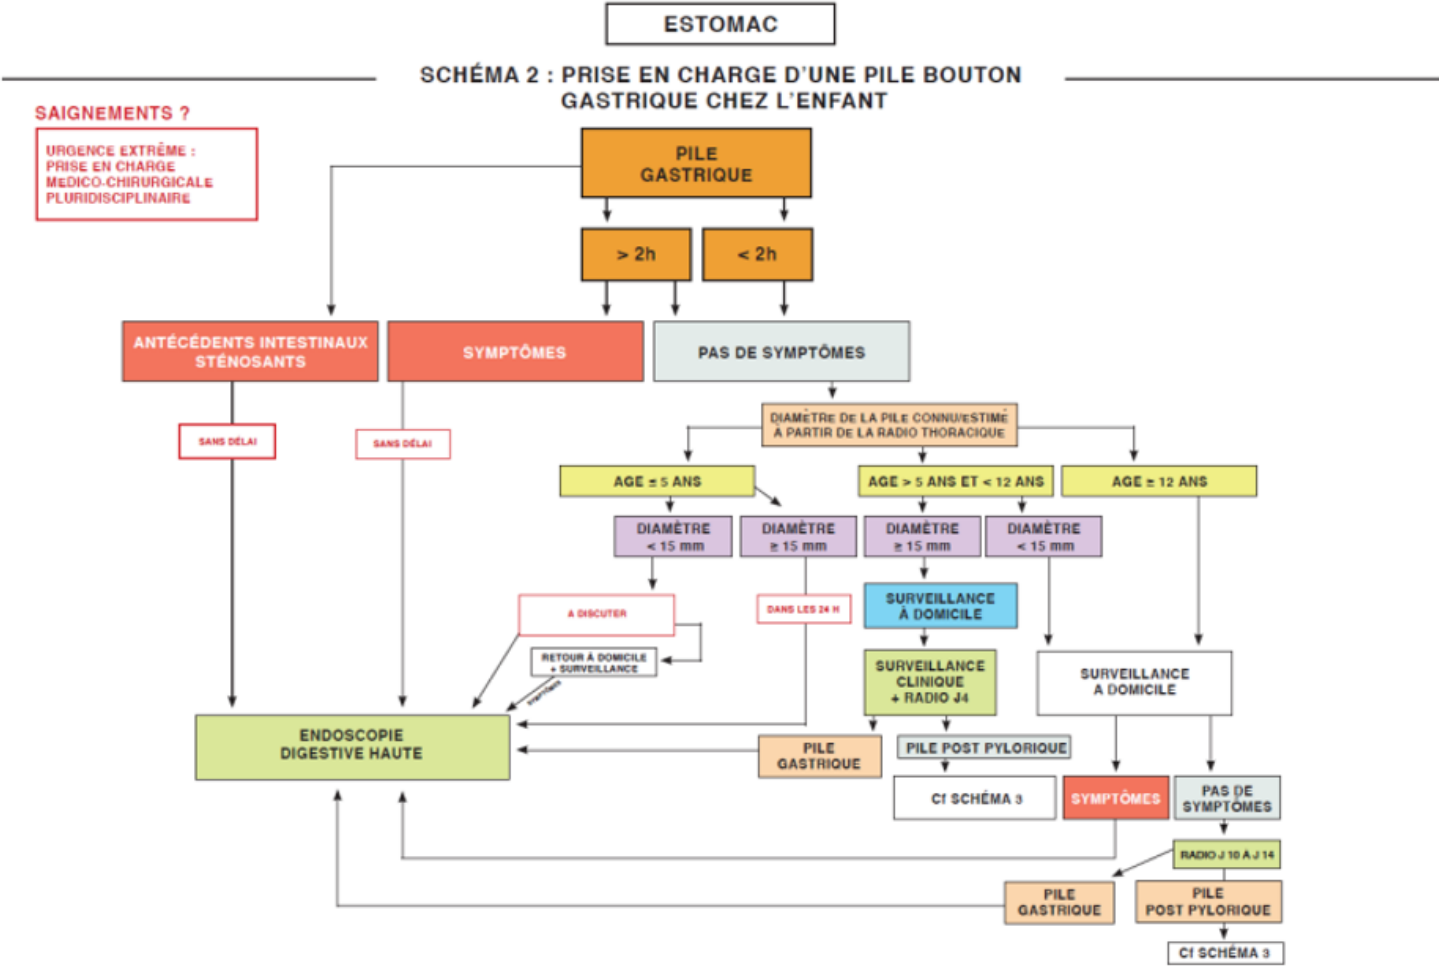 ESTOMAC
SCHÉMA 2 : PRISE EN CHARGE D'UNE PILE BOUTON
GASTRIQUE CHEZ L'ENFANT
SAIGNEMENTS ?
URGENCE EXTRÊME :
PRISE EN CHARGE
MEDICO-CHIRURGICALE
PLURIDISCIPLINAIRE
PILE
GASTRIQUE
> 2h
< 2h
ANTÉCÉDENTS INTESTINAUX
STÉNOSANTS
SYMPTÔMES
PAS DE SYMPTÔMES
SANS DÉLAI
SANS DÉLAI
DIAMÈTRE DE LA PILE CONNU/ESTIMÉ
À PARTIR DE LA RADIO THORACIQUE
AGE ≤ 5 ANS
AGE > 5 ANS ET < 12 ANS
AGE ≥ 12 ANS
DIAMÈTRE
< 15 mm
DIAMÈTRE
≥ 15 mm
DIAMÈTRE
≥ 15 mm
DIAMÈTRE
< 15 mm
A DISCUTER
DANS LES 24 H
SURVEILLANCE
À DOMICILE
RETOUR À DOMICILE
+ SURVEILLANCE
SYMPTÔMES
SURVEILLANCE
CLINIQUE
+ RADIO J4
SURVEILLANCE
A DOMICILE
ENDOSCOPIE
DIGESTIVE HAUTE
PILE
GASTRIQUE
PILE POST PYLORIQUE
Cf SCHÉMA 3
SYMPTÔMES
PAS DE
SYMPTÔMES
RADIO J 10 À J 14
PILE
GASTRIQUE
PILE
POST PYLORIQUE
Cf SCHÉMA 3